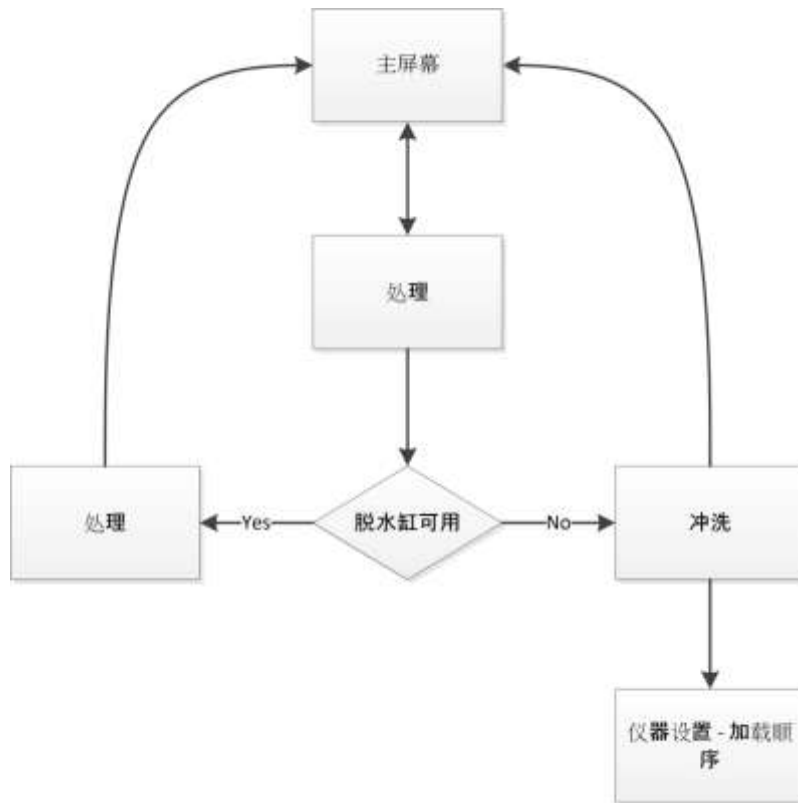 主屏幕
处理
处理
Yes
脱水缸可用
No
冲洗
仪器设置 - 加载顺
序